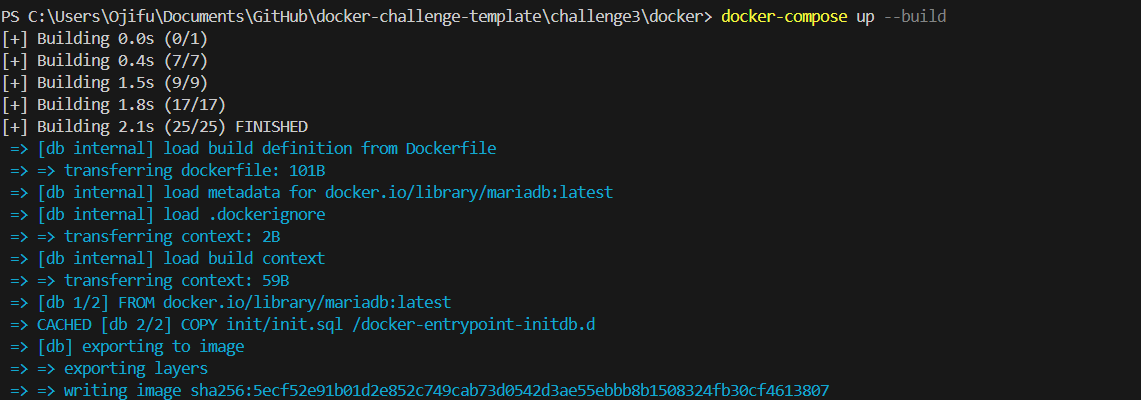 PS C:\Users\Ojifu\Documents\GitHub\docker-challenge-template\challenge3\docker> docker-compose up --build
[+] Building 0.0s (0/1)
[+] Building 0.4s (7/7)
[+] Building 1.5s (9/9)
[+] Building 1.8s (17/17)
[+] Building 2.1s (25/25) FINISHED
=> [db internal] load build definition from Dockerfile
=> => transferring dockerfile: 101B
=> [db internal] load metadata for docker.io/library/mariadb:latest
=> [db internal] load .dockerignore
=> => transferring context: 2B
=> [db internal] load build context
=> => transferring context: 59B
=> [db 1/2] FROM docker.io/library/mariadb:latest
=> CACHED [db 2/2] COPY init/init.sql /docker-entrypoint-initdb.d
=> [db] exporting to image
=> => exporting layers
=> => writing image sha256:5ecf52e91b01d2e852c749cab73d0542d3ae55ebbb8b1508324fb30cf4613807